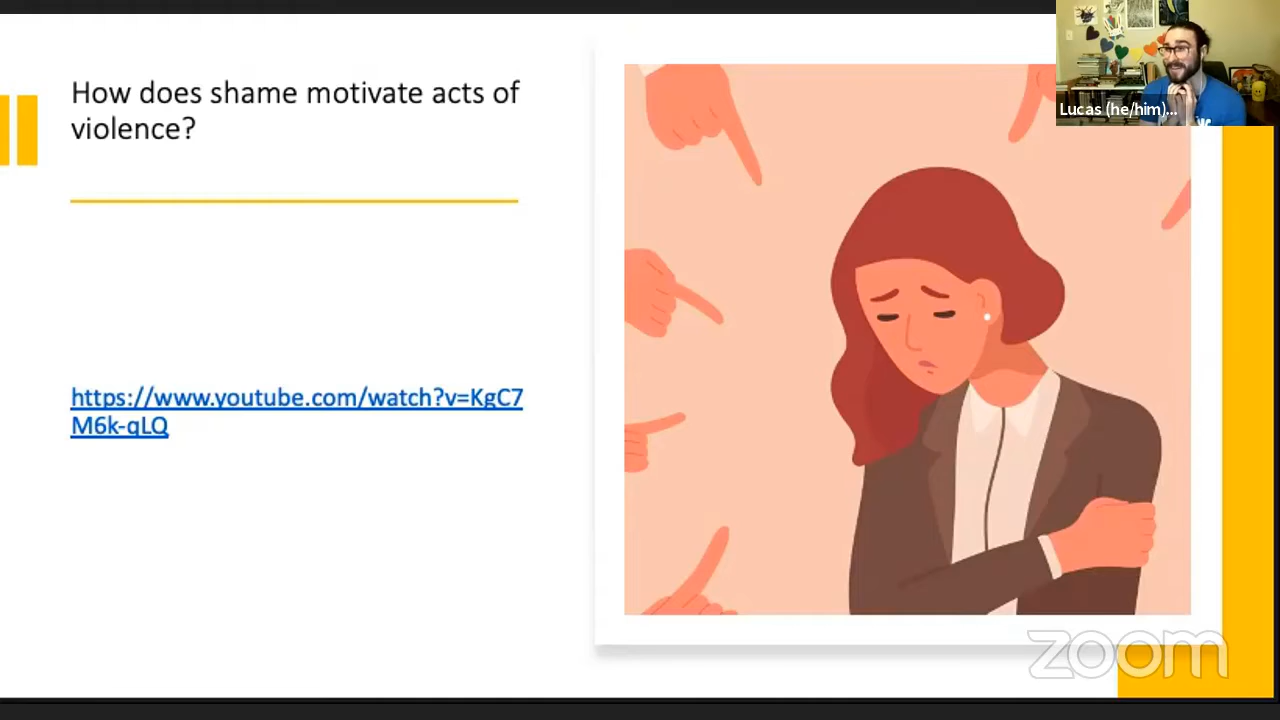 How does shame motivate acts of
violence?
https://www.youtube.com/watch?v=KgC7
M6k-qLQ
Lucas (he/him)...
zoom